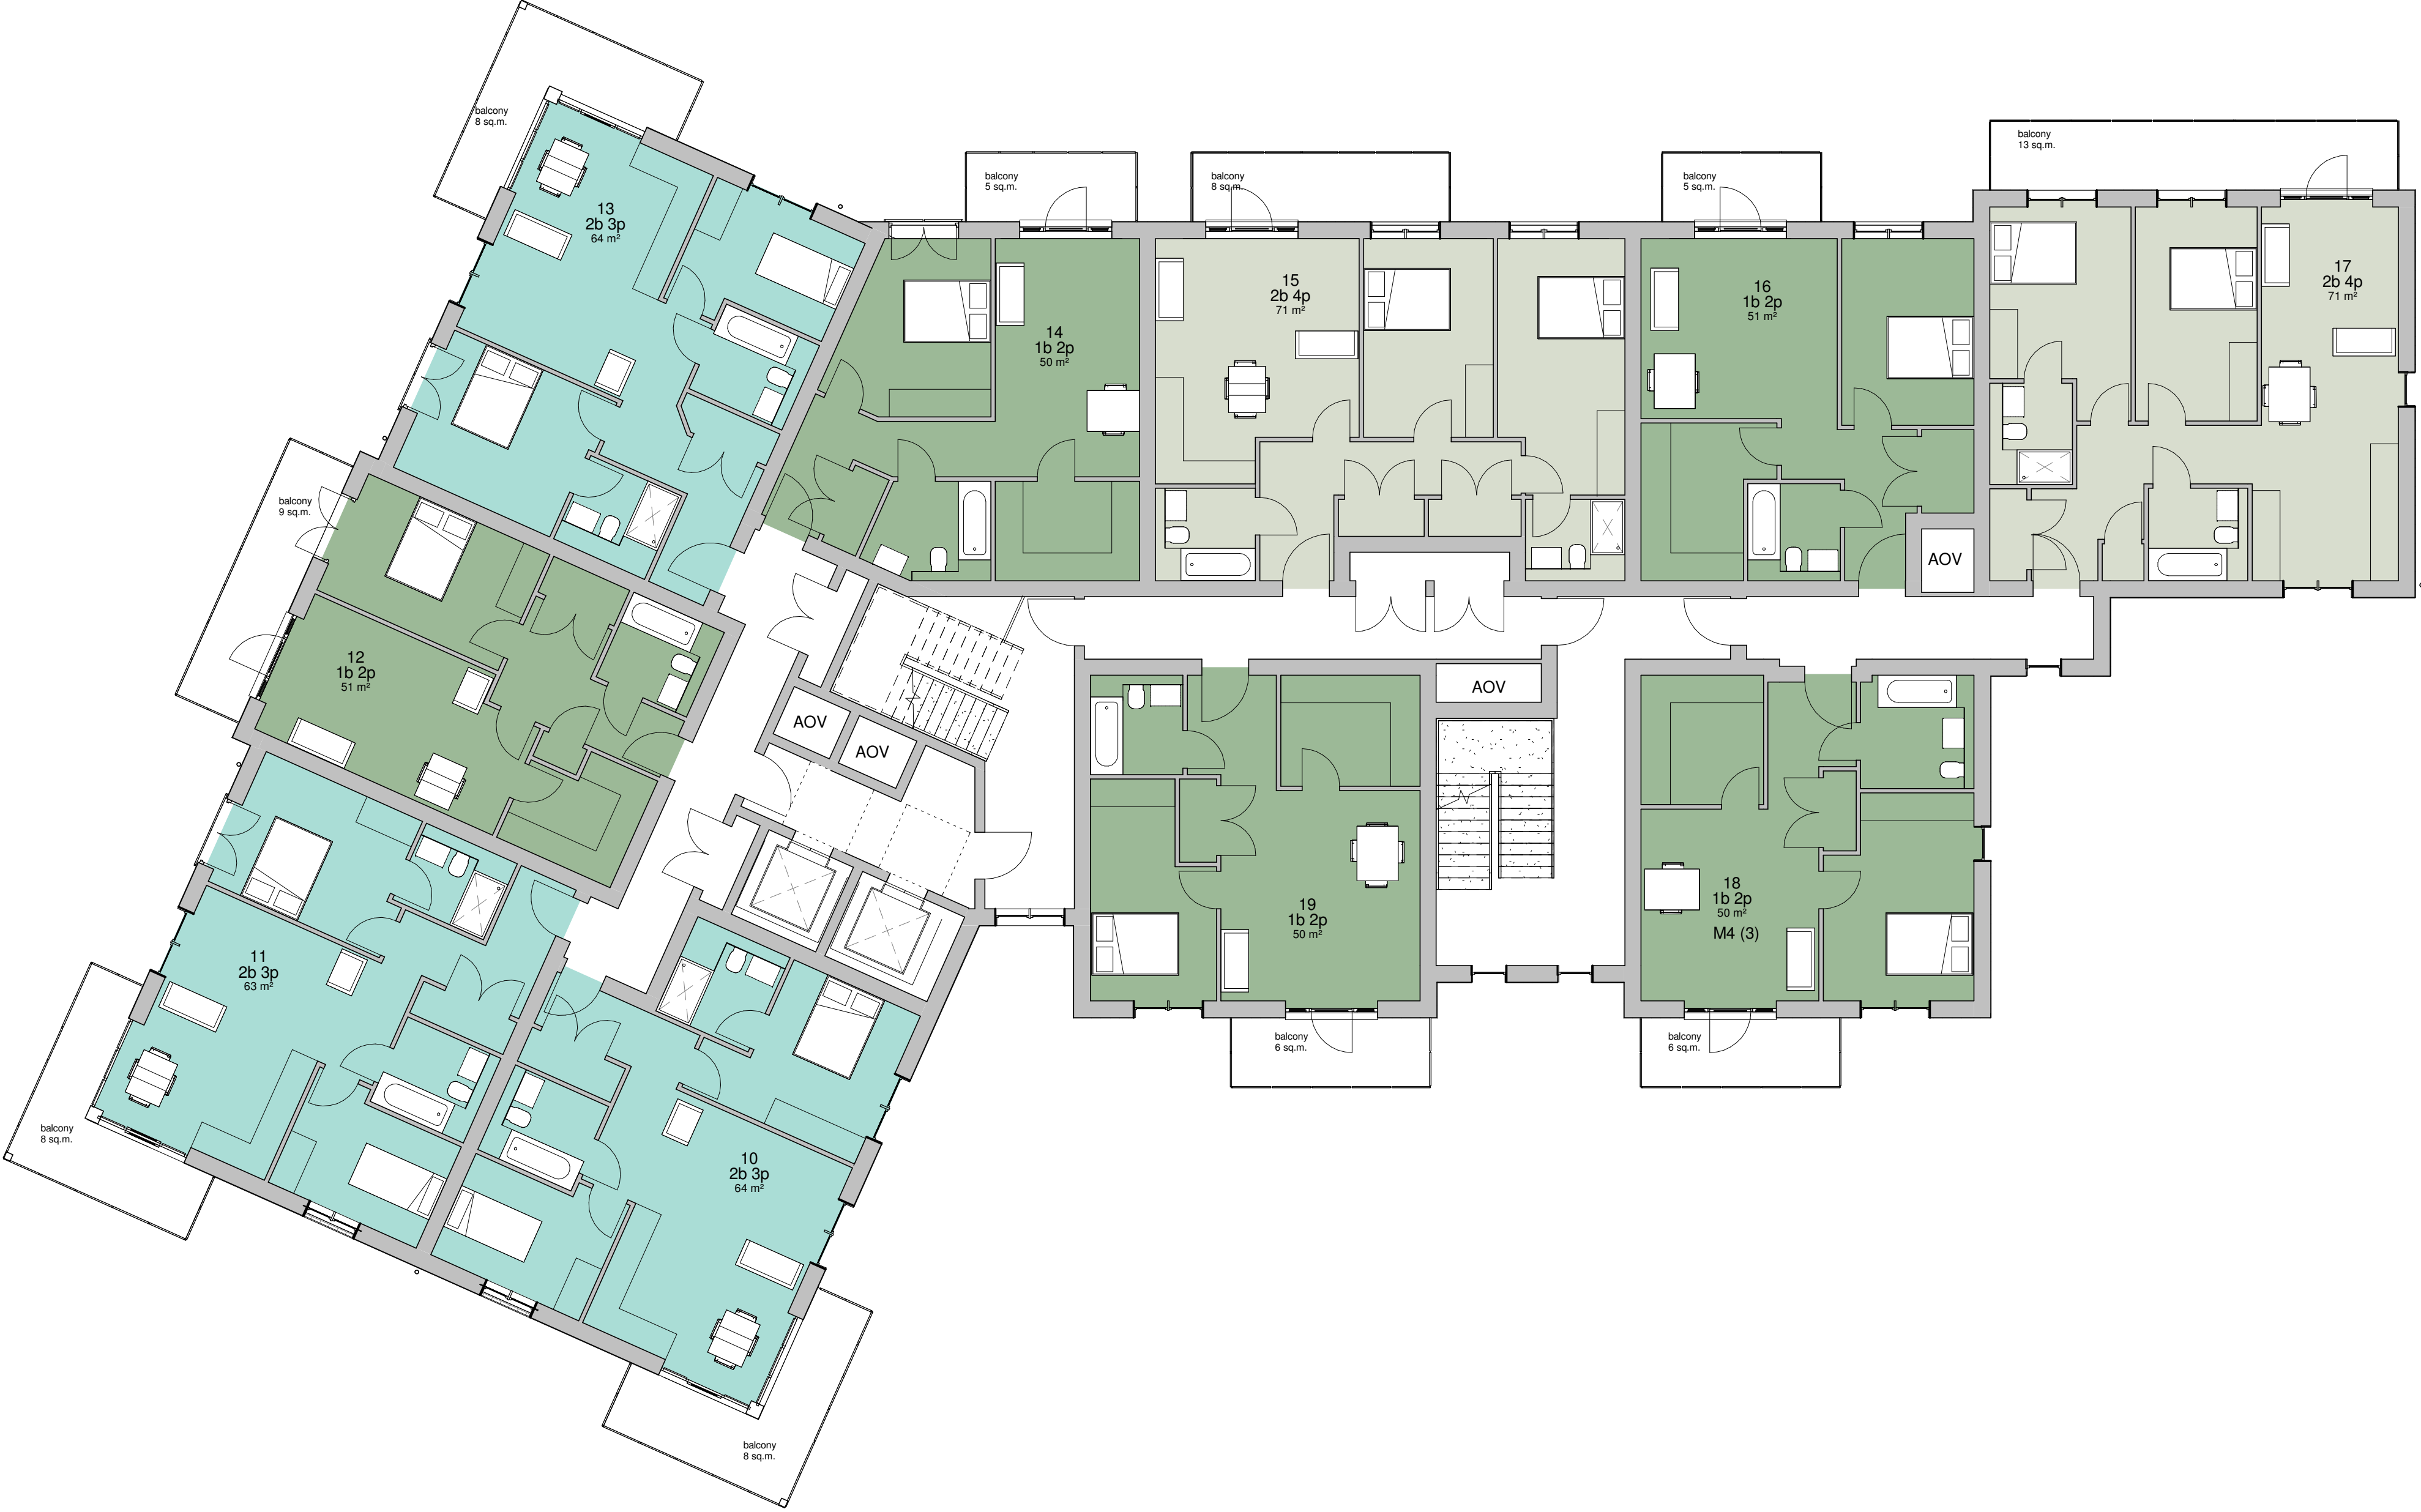 balcony
8 sq.m.
13
2b 3p
64 m²
balcony
5 sq.m.
14
1b 2p
50 m²
balcony
8 sq.m.
15
2b 4p
71 m²
balcony
5 sq.m.
16
1b 2p
51 m²
balcony
13 sq.m.
17
2b 4p
71 m²
AOV
balcony
9 sq.m.
12
1b 2p
51 m²
AOV
AOV
AOV
11
2b 3p
63 m²
balcony
8 sq.m.
10
2b 3p
64 m²
balcony
8 sq.m.
19
1b 2p
50 m²
balcony
6 sq.m.
18
1b 2p
50 m²
M4 (3)
balcony
6 sq.m.